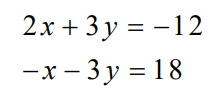 2x + 3y = −12
−x − 3y = 18